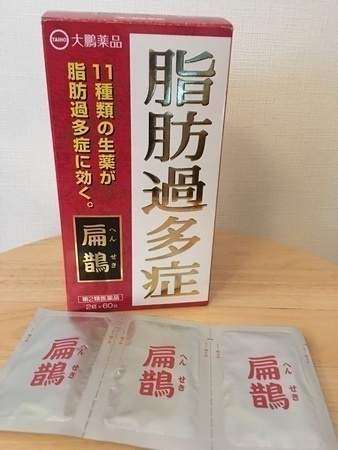 TAIHO 大鵬薬品
11種類の生薬が
脂肪過多症に効く。
へん せき
扁鵲
脂肪過多症
第2類医薬品
2g×60包
へん せき
扁鵲
へん せき
扁鵲
へん せき
扁鵲